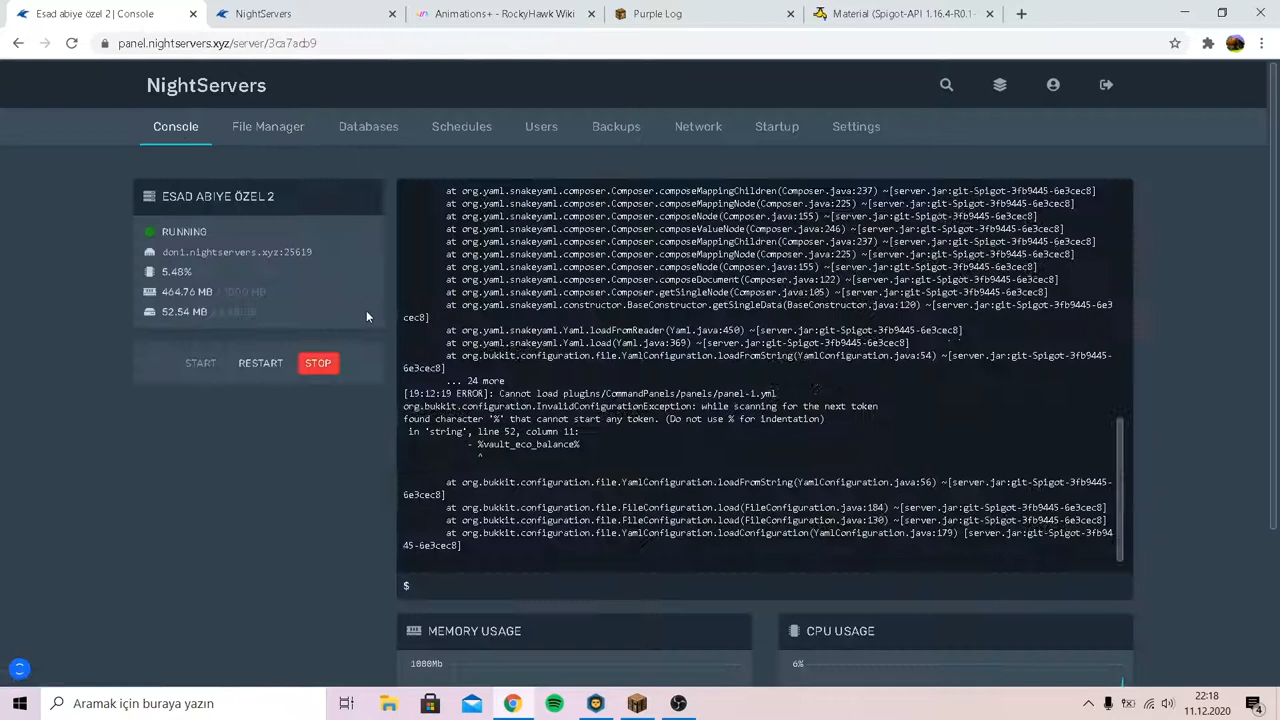 Esad abiye özel 2 | Console
NightServers
Animations+ - RockyHawk Wiki
Purple Log
Material (Spigot-API 1.16.4-R0.1-
panel.nightservers.xyz/server/3ca7adb9
NightServers
Console
File Manager
Databases
Schedules
Users
Backups
Network
Startup
Settings
ESAD ABIYE ÖZEL 2
RUNNING
don1.nightservers.xyz:25619
5.48%
464.76 MB / 1000 MB
52.54 MB
START
RESTART
STOP
at org.yaml.snakeyaml.composer.Composer.composeMappingChildren(Composer.java:237) ~[server.jar:git-Spigot-3fb9445-6e3cec8]
at org.yaml.snakeyaml.composer.Composer.composeMappingNode(Composer.java:225) ~[server.jar:git-Spigot-3fb9445-6e3cec8]
at org.yaml.snakeyaml.composer.Composer.composeNode(Composer.java:155) ~[server.jar:git-Spigot-3fb9445-6e3cec8]
at org.yaml.snakeyaml.composer.Composer.composeValueNode(Composer.java:246) ~[server.jar:git-Spigot-3fb9445-6e3cec8]
at org.yaml.snakeyaml.composer.Composer.composeMappingChildren(Composer.java:237) ~[server.jar:git-Spigot-3fb9445-6e3cec8]
at org.yaml.snakeyaml.composer.Composer.composeMappingNode(Composer.java:225) ~[server.jar:git-Spigot-3fb9445-6e3cec8]
at org.yaml.snakeyaml.composer.Composer.composeNode(Composer.java:155) ~[server.jar:git-Spigot-3fb9445-6e3cec8]
at org.yaml.snakeyaml.composer.Composer.composeDocument(Composer.java:122) ~[server.jar:git-Spigot-3fb9445-6e3cec8]
at org.yaml.snakeyaml.composer.Composer.getSingleNode(Composer.java:105) ~[server.jar:git-Spigot-3fb9445-6e3cec8]
at org.yaml.snakeyaml.constructor.BaseConstructor.getSingleData(BaseConstructor.java:120) ~[server.jar:git-Spigot-3fb9445-6e3
cec8]
at org.yaml.snakeyaml.Yaml.loadFromReader(Yaml.java:450) ~[server.jar:git-Spigot-3fb9445-6e3cec8]
at org.yaml.snakeyaml.Yaml.load(Yaml.java:369) ~[server.jar:git-Spigot-3fb9445-6e3cec8]
at org.bukkit.configuration.file.YamlConfiguration.loadFromString(YamlConfiguration.java:54) ~[server.jar:git-Spigot-3fb9445-
6e3cec8]
... 24 more
[19:12:19 ERROR]: Cannot load plugins/CommandPanels/panels/panel-1.yml
org.bukkit.configuration.InvalidConfigurationException: while scanning for the next token
found character '%' that cannot start any token. (Do not use % for indentation)
in 'string', line 52, column 11:
- %vault_eco_balance%
^
at org.bukkit.configuration.file.YamlConfiguration.loadFromString(YamlConfiguration.java:56) ~[server.jar:git-Spigot-3fb9445-
6e3cec8]
at org.bukkit.configuration.file.FileConfiguration.load(FileConfiguration.java:184) ~[server.jar:git-Spigot-3fb9445-6e3cec8]
at org.bukkit.configuration.file.FileConfiguration.load(FileConfiguration.java:130) ~[server.jar:git-Spigot-3fb9445-6e3cec8]
at org.bukkit.configuration.file.YamlConfiguration.loadConfiguration(YamlConfiguration.java:179) [server.jar:git-Spigot-3fb94
45-6e3cec8]
$
MEMORY USAGE
1000Mb
CPU USAGE
6%
Aramak için buraya yazın
22:18
11.12.2020
4